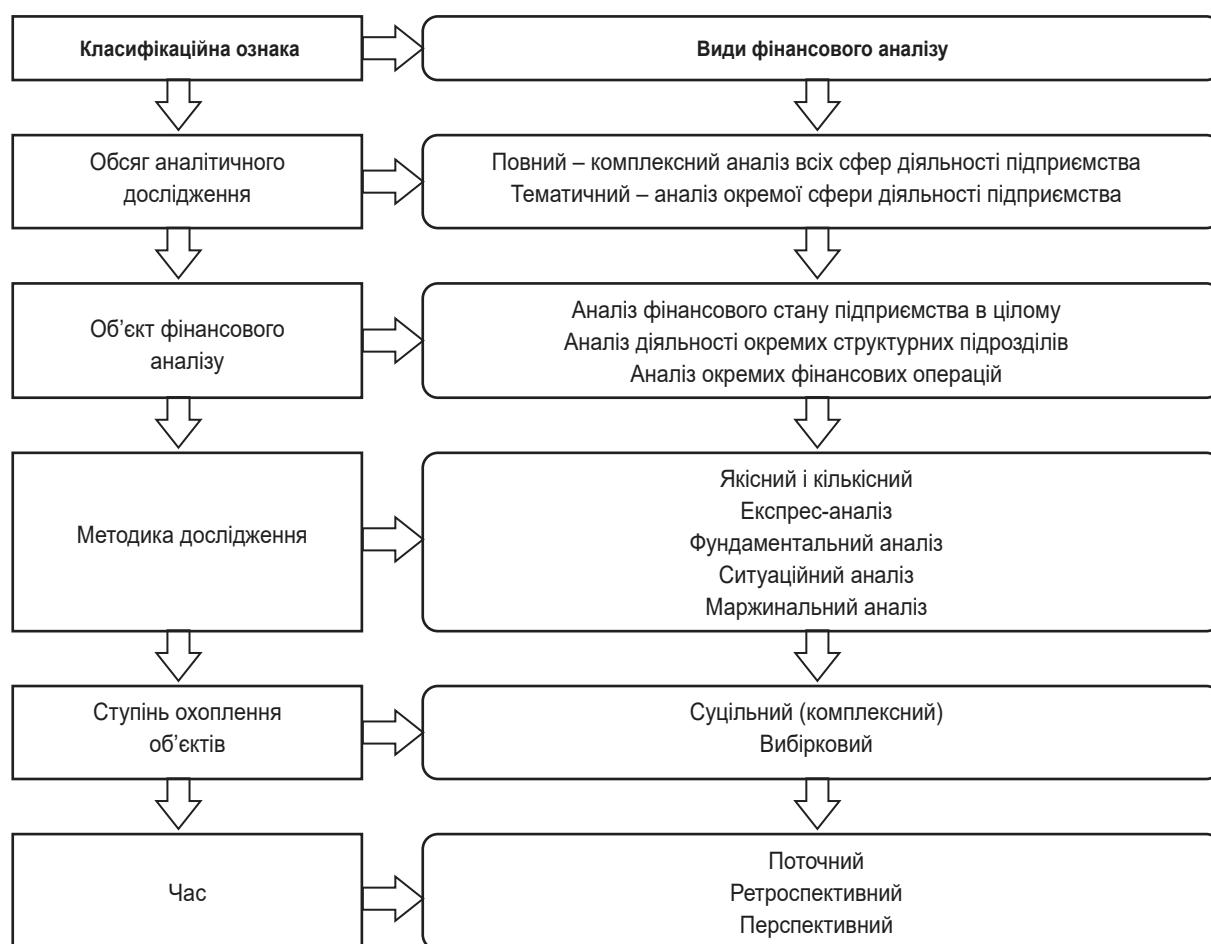 Класифікаційна ознака
Види фінансового аналізу
Обсяг аналітичного
дослідження
Повний – комплексний аналіз всіх сфер діяльності підприємства
Тематичний – аналіз окремої сфери діяльності підприємства
Об’єкт фінансового
аналізу
Аналіз фінансового стану підприємства в цілому
Аналіз діяльності окремих структурних підрозділів
Аналіз окремих фінансових операцій
Методика дослідження
Якісний і кількісний
Експрес-аналіз
Фундаментальний аналіз
Ситуаційний аналіз
Маржинальний аналіз
Ступінь охоплення
об’єктів
Суцільний (комплексний)
Вибірковий
Час
Поточний
Ретроспективний
Перспективний